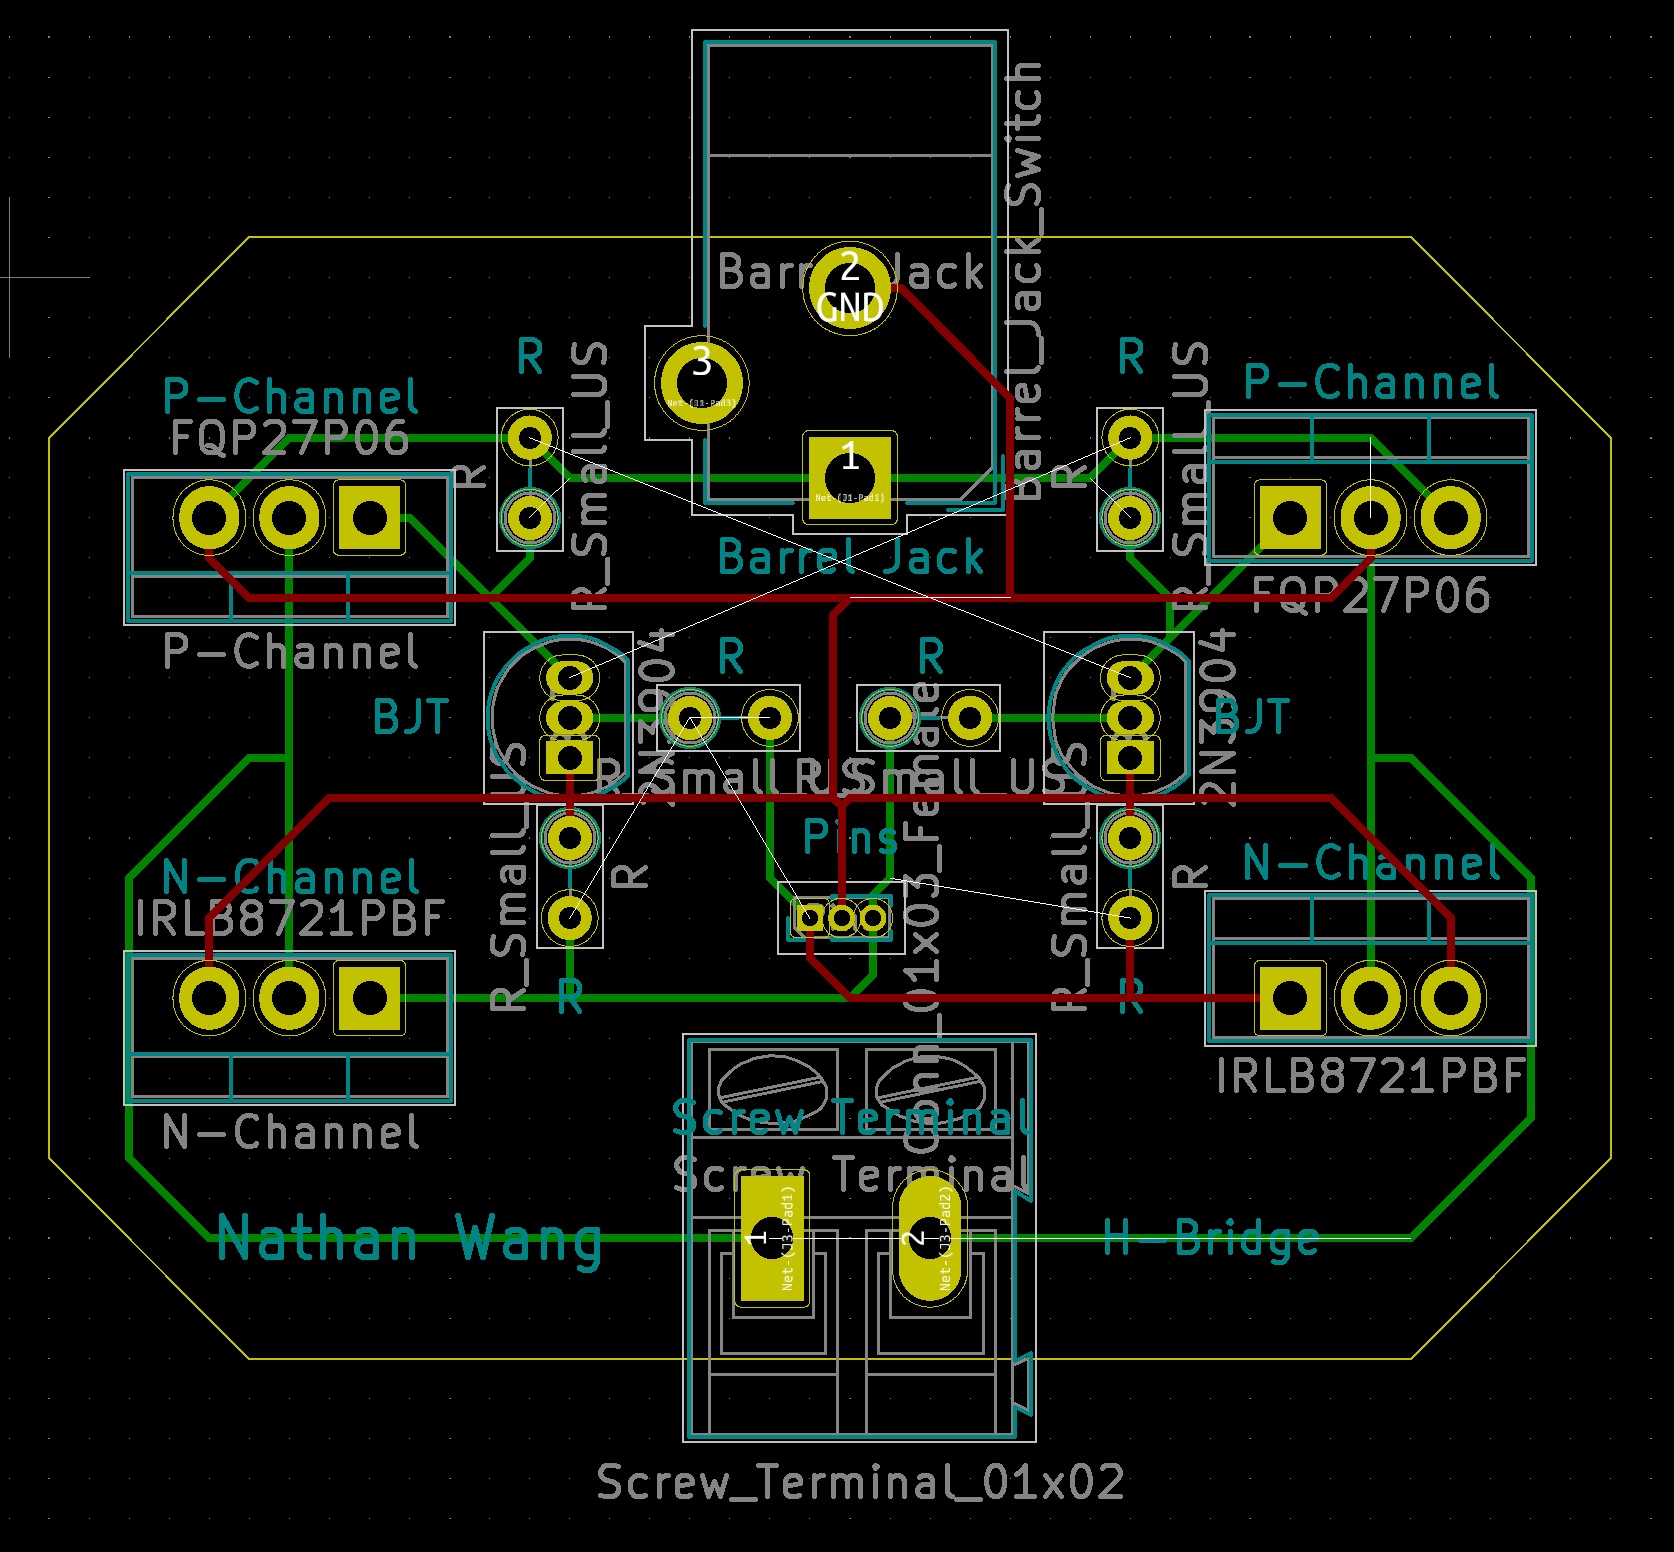 Barrel_Jack_Switch
Barrel Jack
2
GND
3
Net-(J1-Pad3)
1
Net-(J1-Pad1)
Barrel Jack
R
R_Small_US
R
R
R_Small_US
R
P-Channel
FQP27P06
P-Channel
P-Channel
FQP27P06
BJT
2N3904
R
R_Small_US
R
R_Small_US
BJT
2N3904
Pins
Conn_01x03_Female
R_Small_US
R
R
R_Small_US
R
R
N-Channel
IRLB8721PBF
N-Channel
N-Channel
IRLB8721PBF
Screw Terminal
Screw Terminal
1
Net-(J3-Pad1)
2
Net-(J3-Pad2)
Nathan Wang
H-Bridge
Screw_Terminal_01x02